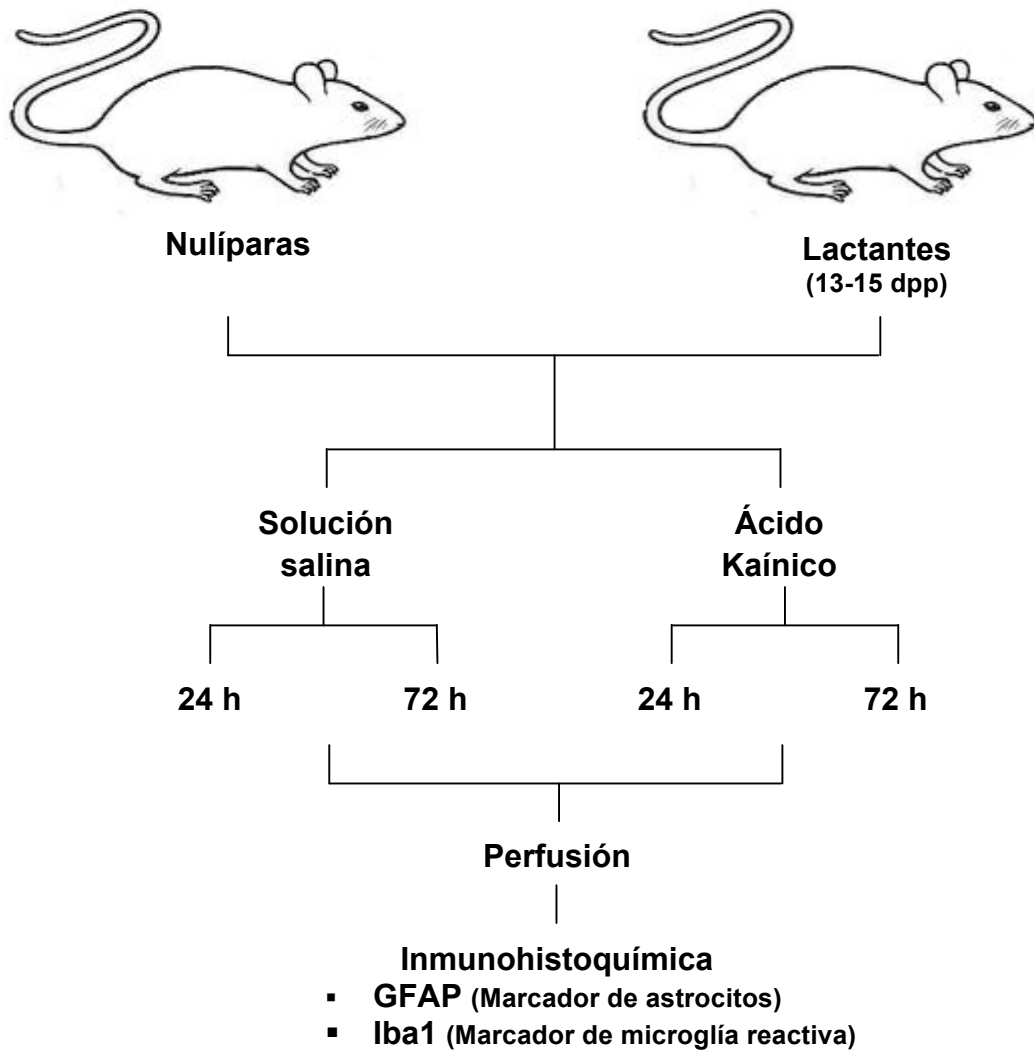 Nulíparas
Lactantes
(13-15 dpp)
Solución
salina
Ácido
Kaínico
24 h
72 h
24 h
72 h
Perfusión
Inmunohistoquímica
▪ GFAP (Marcador de astrocitos)
▪ Iba1 (Marcador de microglía reactiva)